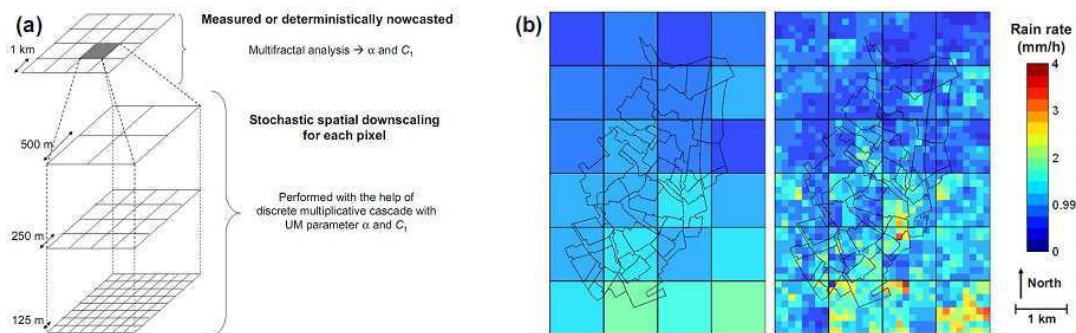 (a)
Measured or deterministically nowcasted
1 km
Multifractal analysis → α and C₁
Stochastic spatial downscaling
for each pixel
500 m
Performed with the help of
discrete multiplicative cascade with
UM parameter α and C₁
250 m
125 m
(b)
Rain rate
(mm/h)
4
3
2
0.99
0
North
1 km